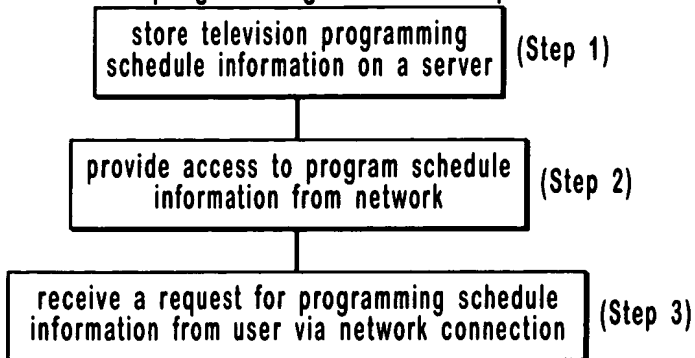 store television programming
schedule information on a server
(Step 1)
provide access to program schedule
information from network
(Step 2)
receive a request for programming schedule
information from user via network connection
(Step 3)